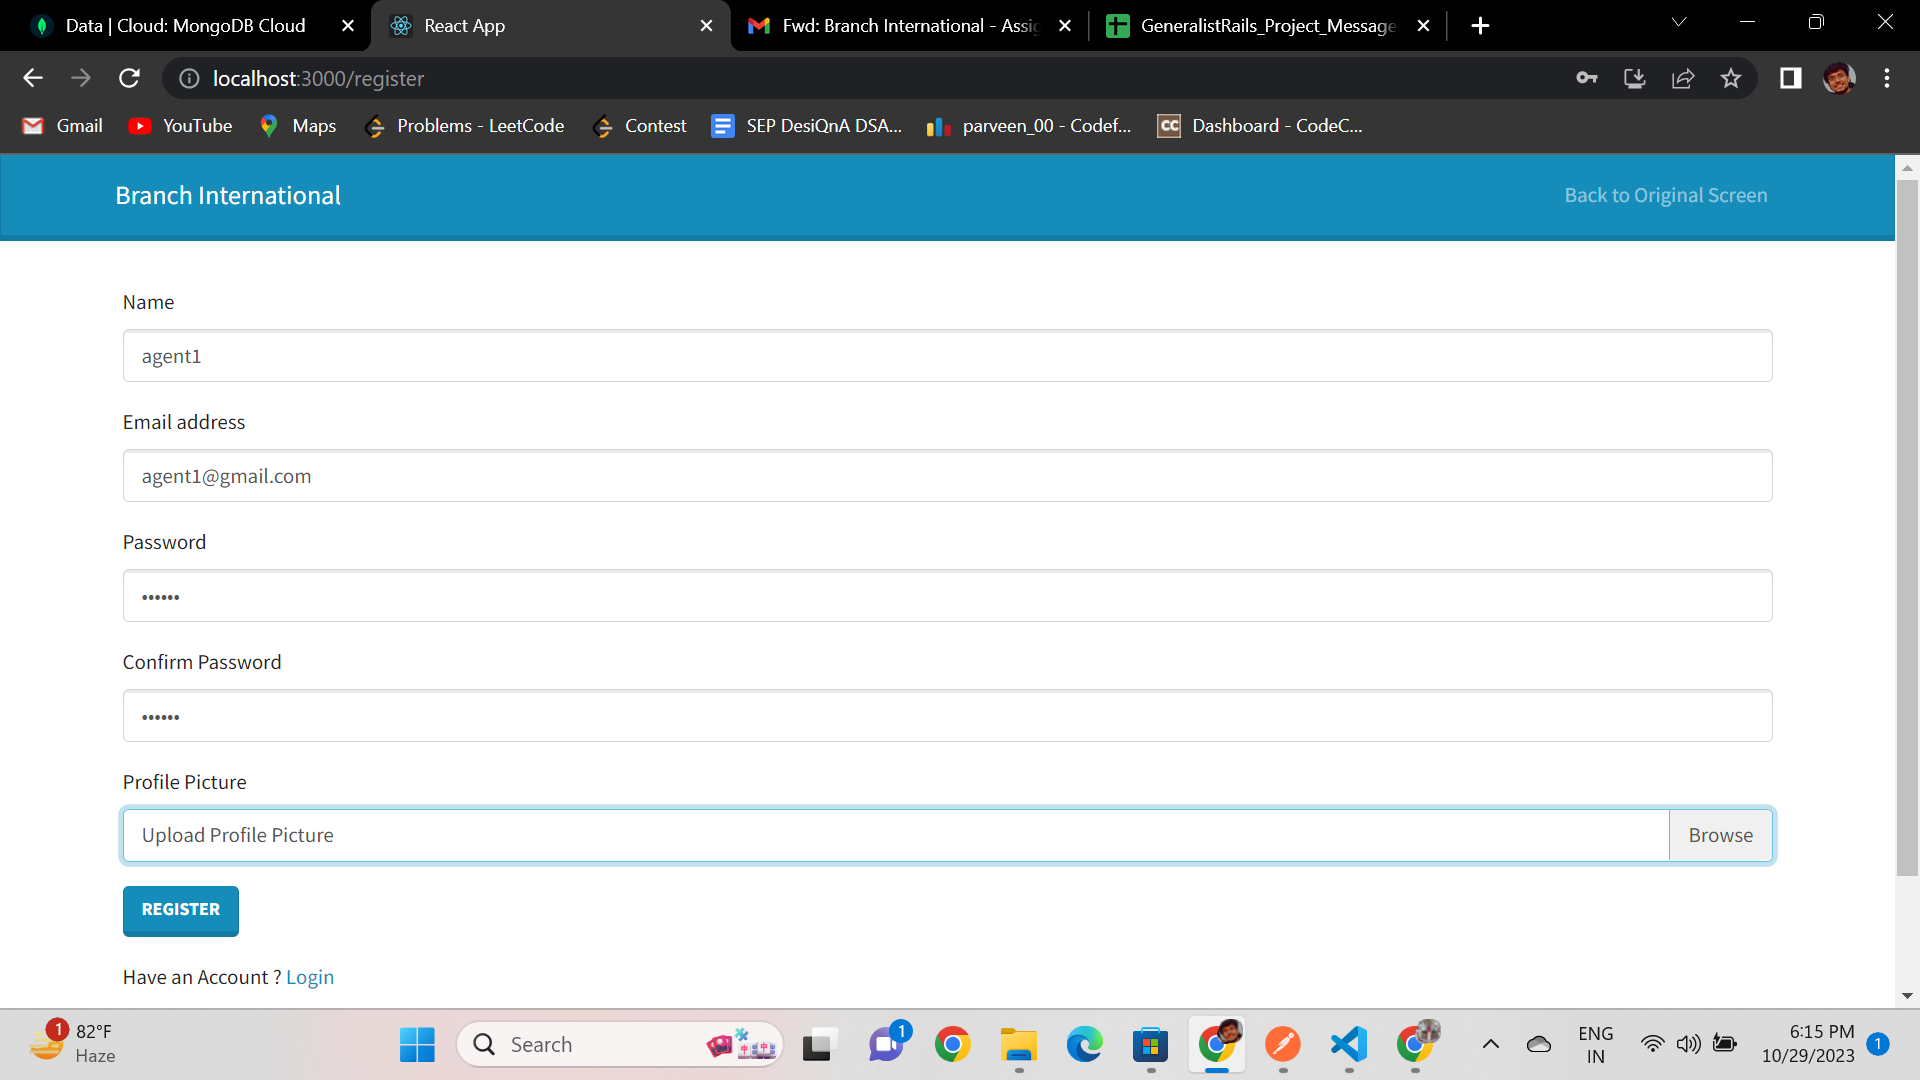 Data | Cloud: MongoDB Cloud
React App
Fwd: Branch International - Assig
GeneralistRails_Project_Message
localhost:3000/register
Gmail
YouTube
Maps
Problems - LeetCode
Contest
SEP DesiQnA DSA...
parveen_00 - Codef...
CC
Dashboard - CodeC...
Branch International
Back to Original Screen
Name
agent1
Email address
agent1@gmail.com
Password
••••••
Confirm Password
••••••
Profile Picture
Upload Profile Picture
Browse
REGISTER
Have an Account ? Login
1
82°F
Haze
Search
1
ENG
IN
6:15 PM
10/29/2023
1